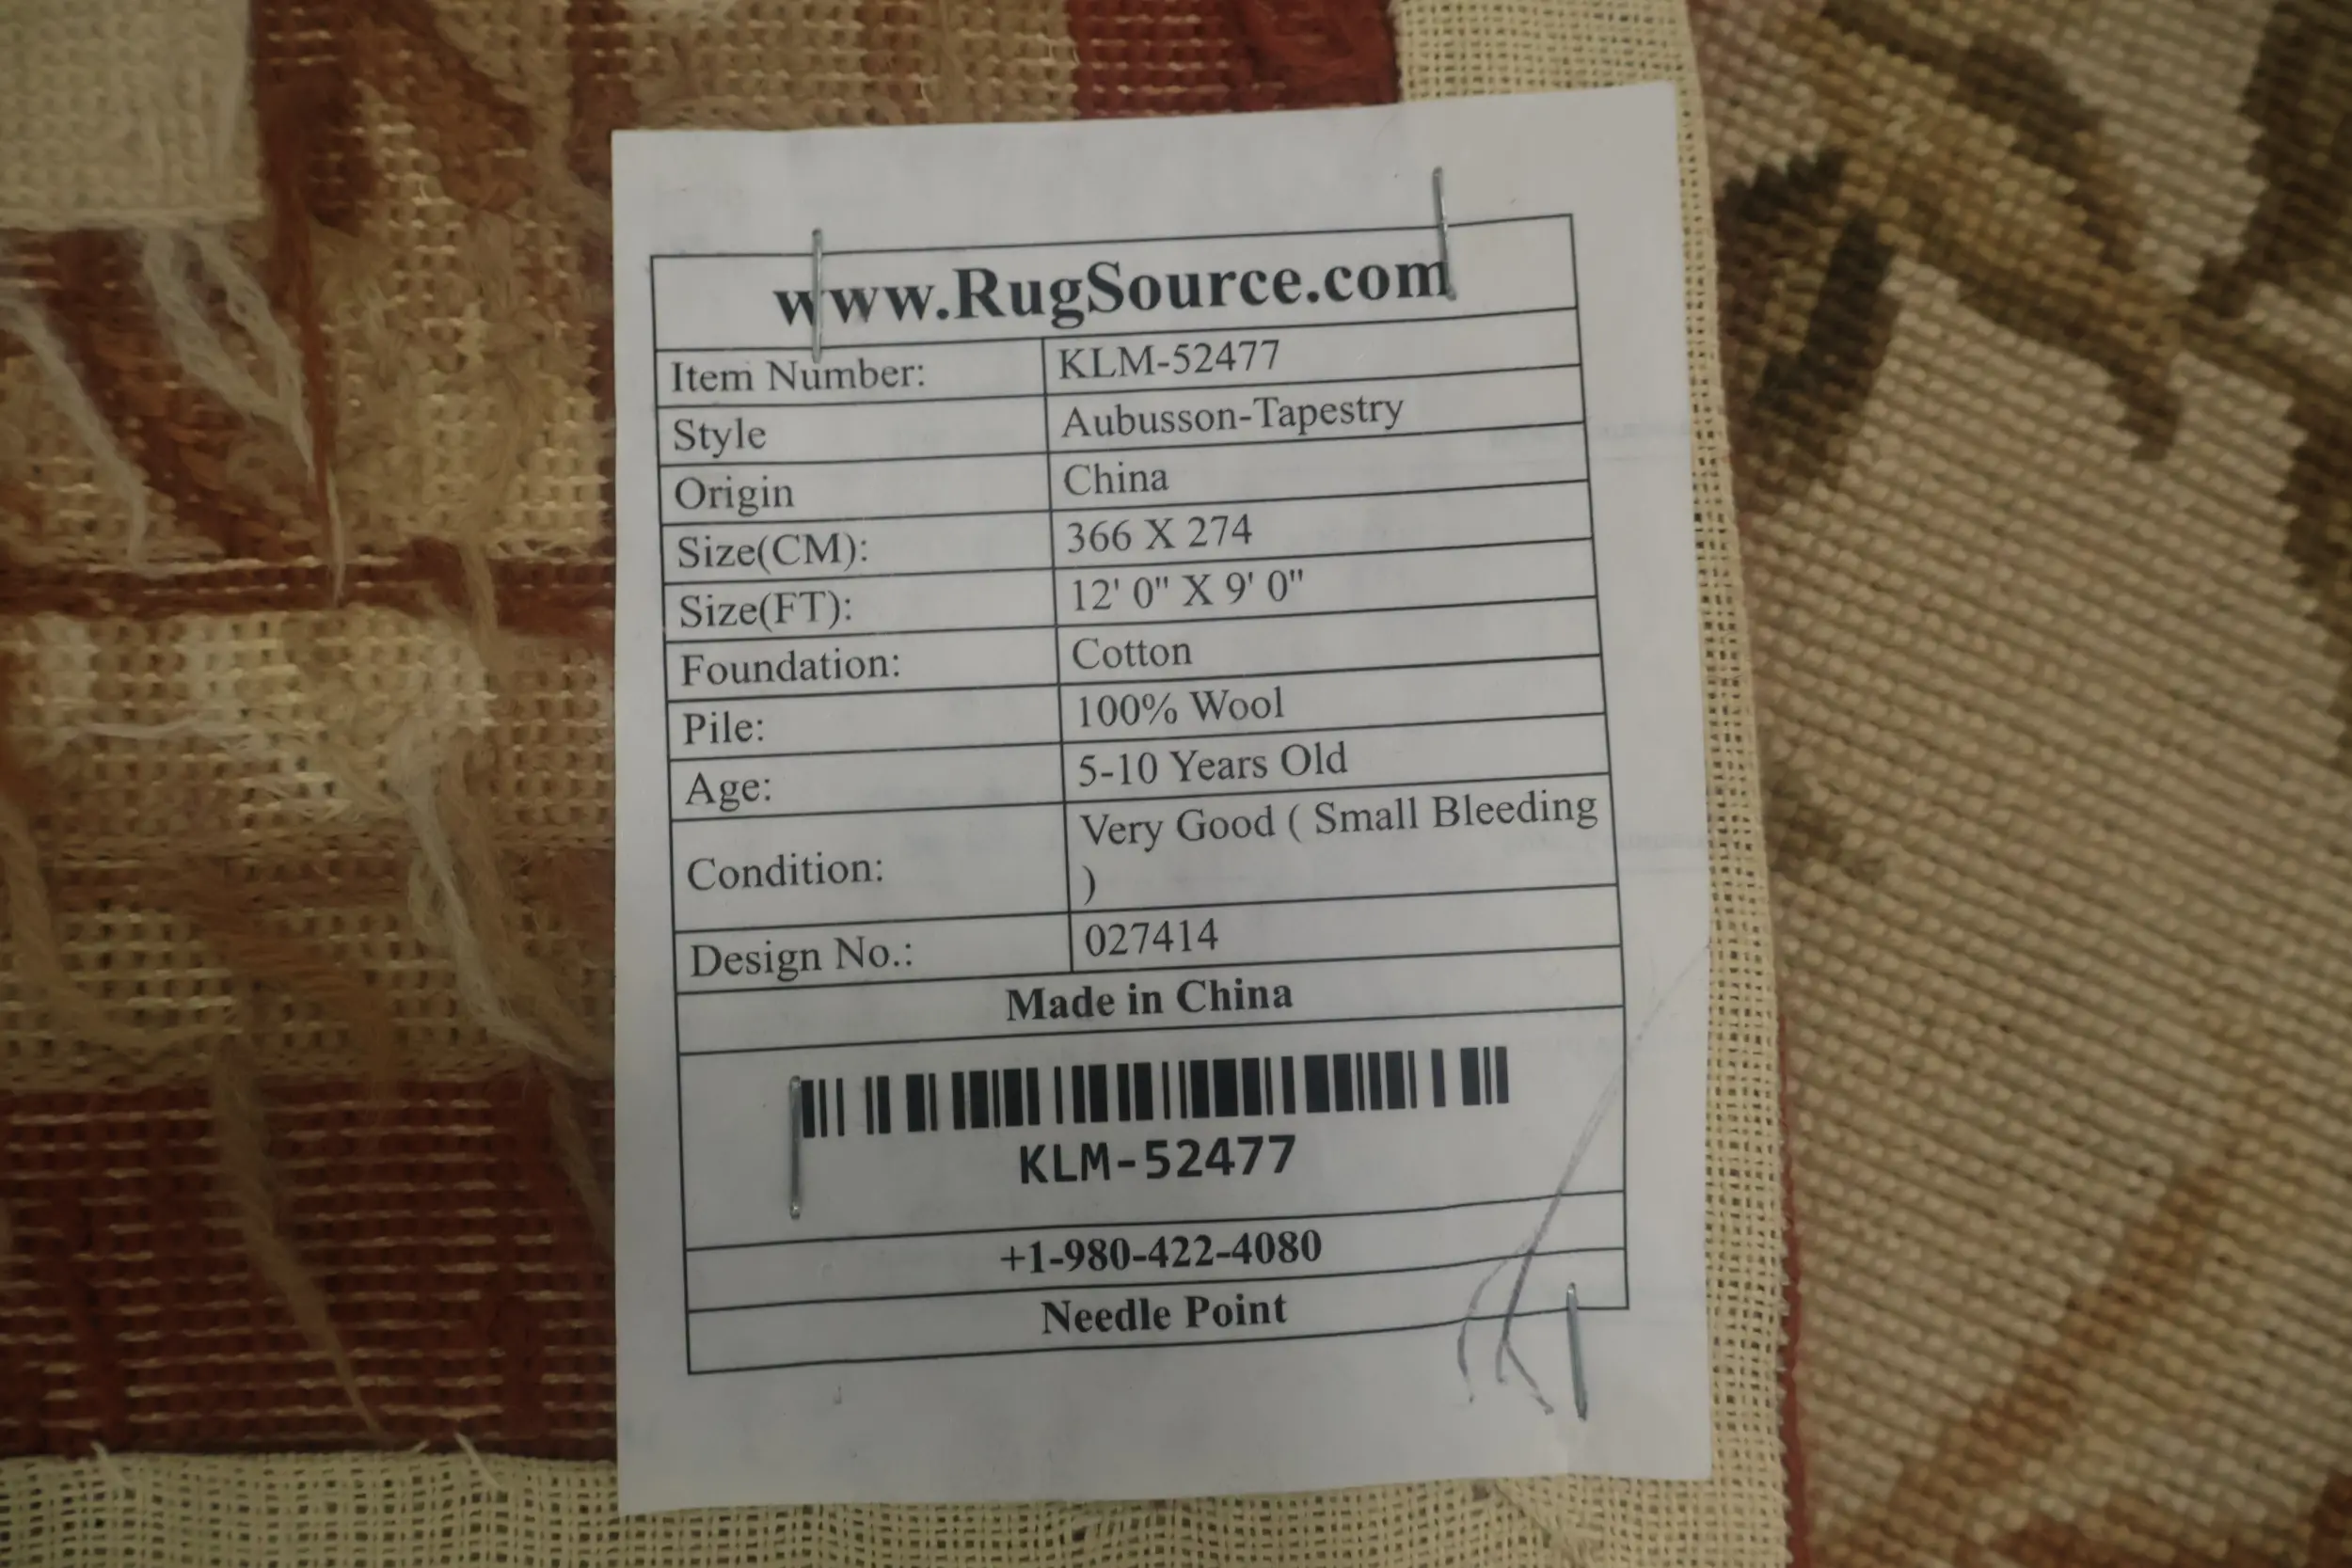 www.RugSource.com
Item Number: KLM-52477
Style Aubusson-Tapestry
Origin China
Size(CM): 366 X 274
Size(FT): 12' 0" X 9' 0"
Foundation: Cotton
Pile: 100% Wool
Age: 5-10 Years Old
Condition: Very Good ( Small Bleeding
)
Design No.: 027414
Made in China
KLM-52477
+1-980-422-4080
Needle Point